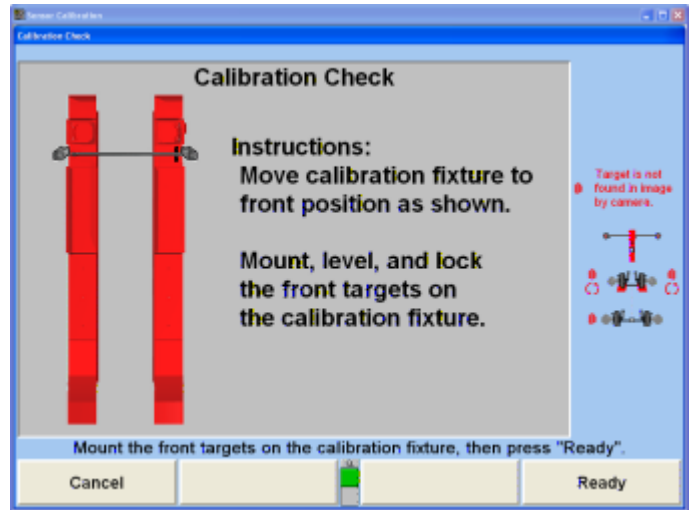 Sensor Calibration
Calibration Check
Calibration Check
Instructions:
Move calibration fixture to
front position as shown.
Mount, level, and lock
the front targets on
the calibration fixture.
Target is not
found in image
by camera.
Mount the front targets on the calibration fixture, then press "Ready".
Cancel
Ready